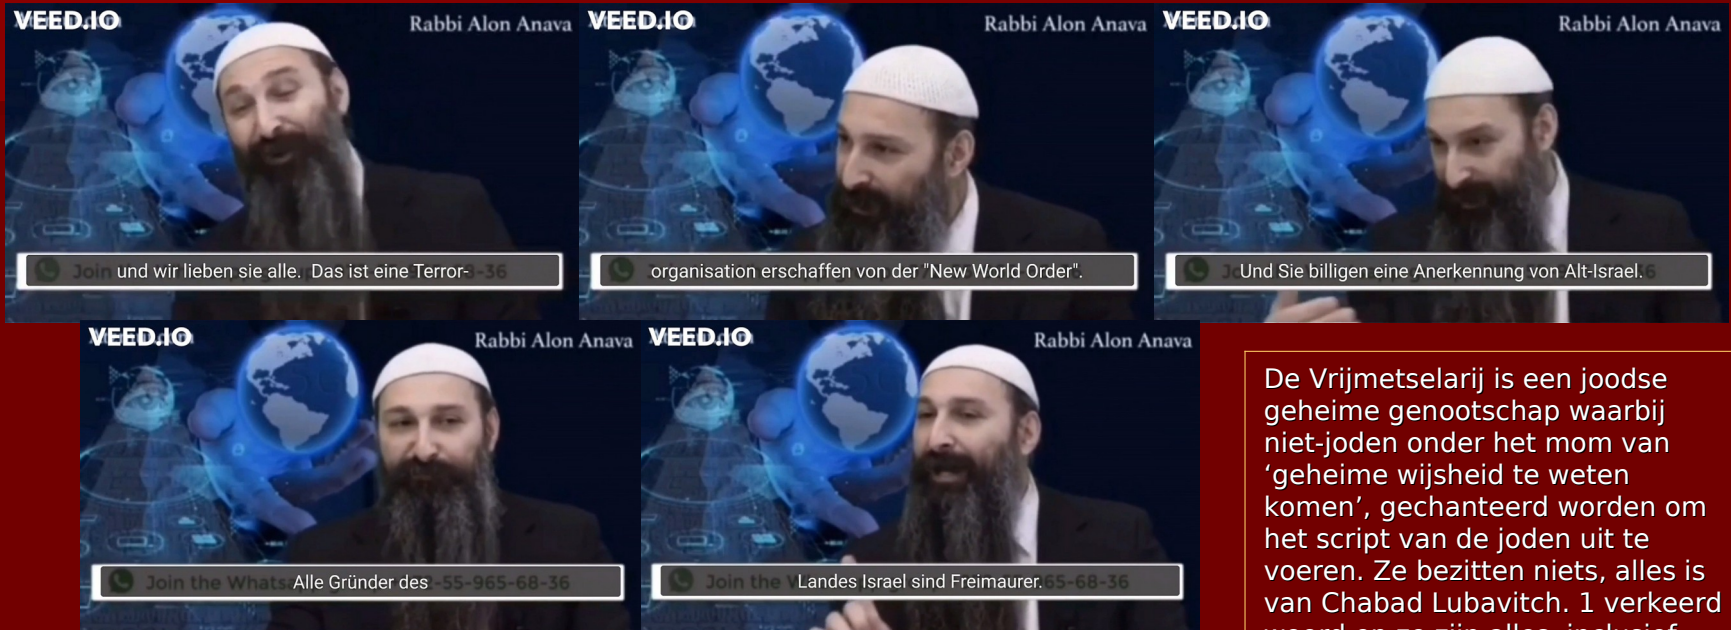 VEED.IO
Rabbi Alon Anava
und wir lieben sie alle. Das ist eine Terror-
VEED.IO
Rabbi Alon Anava
organisation erschaffen von der "New World Order".
VEED.IO
Rabbi Alon Anava
Und Sie billigen eine Anerkennung von Alt-Israel.
VEED.IO
Rabbi Alon Anava
Join the Whats
-55-965-68-36
Alle Gründer des
VEED.IO
Rabbi Alon Anava
Join the
65-68-36
Landes Israel sind Freimaurer.
De Vrijmetselarij is een joodse
geheime genootschap waarbij
niet-joden onder het mom van
‘geheime wijsheid te weten
komen’, gechanteerd worden om
het script van de joden uit te
voeren. Ze bezitten niets, alles is
van Chabad Lubavitch. 1 verkeerd